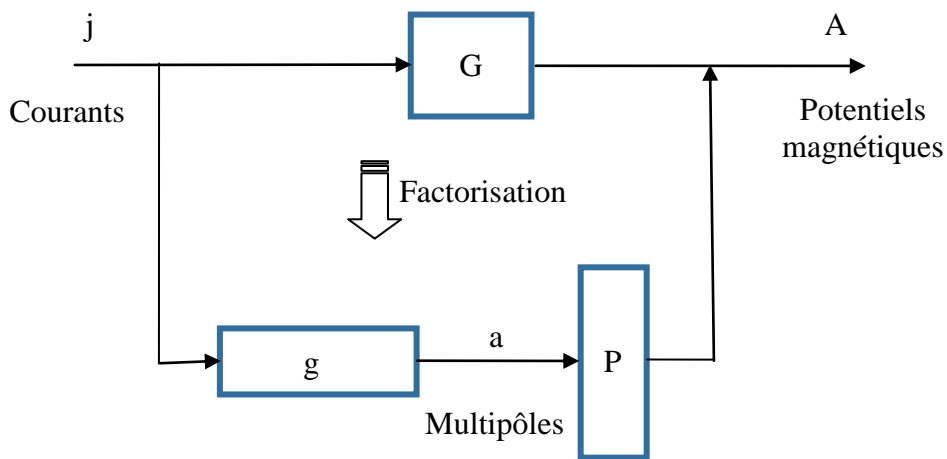 j
A
G
Courants
Potentiels
magnétiques
Factorisation
a
g
P
Multipôles